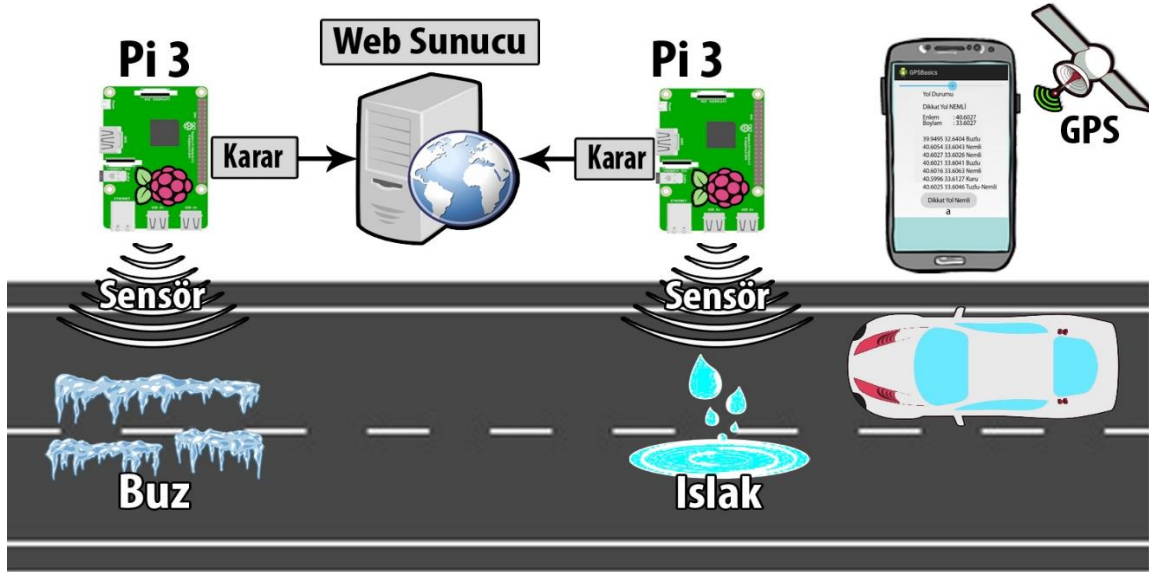 Pi 3
Web Sunucu
Pi 3
Karar
Karar
GPSBasics
Yol Durumu
Dikkat Yol NEMLİ
Enlem : 40.6027
Boylam : 33.6027
39.9495 32.6404 Buzlu
40.6054 33.6043 Nemli
40.6027 33.6026 Nemli
40.6021 33.6041 Buzlu
40.6016 33.6063 Nemli
40.5996 33.6127 Kuru
40.6025 33.6046 Tuzlu-Nemli
Dikkat Yol Nemli
a
GPS
Sensör
Sensör
Buz
Islak